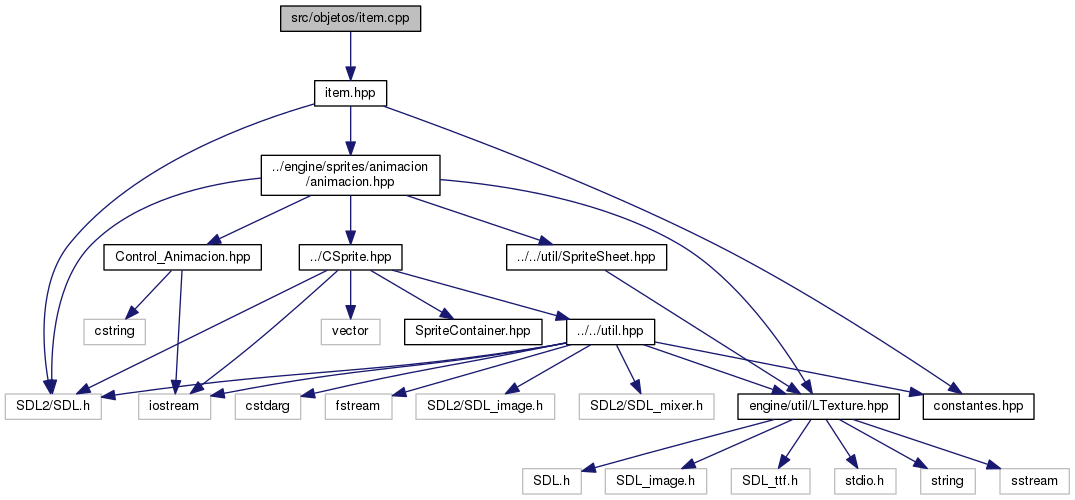 src/objetos/item.cpp
item.hpp
../engine/sprites/animacion
/animacion.hpp
Control_Animacion.hpp
../CSprite.hpp
../../util/SpriteSheet.hpp
cstring
vector
SpriteContainer.hpp
../../util.hpp
SDL2/SDL.h
iostream
cstdarg
fstream
SDL2/SDL_image.h
SDL2/SDL_mixer.h
engine/util/LTexture.hpp
constantes.hpp
SDL.h
SDL_image.h
SDL_ttf.h
stdio.h
string
sstream